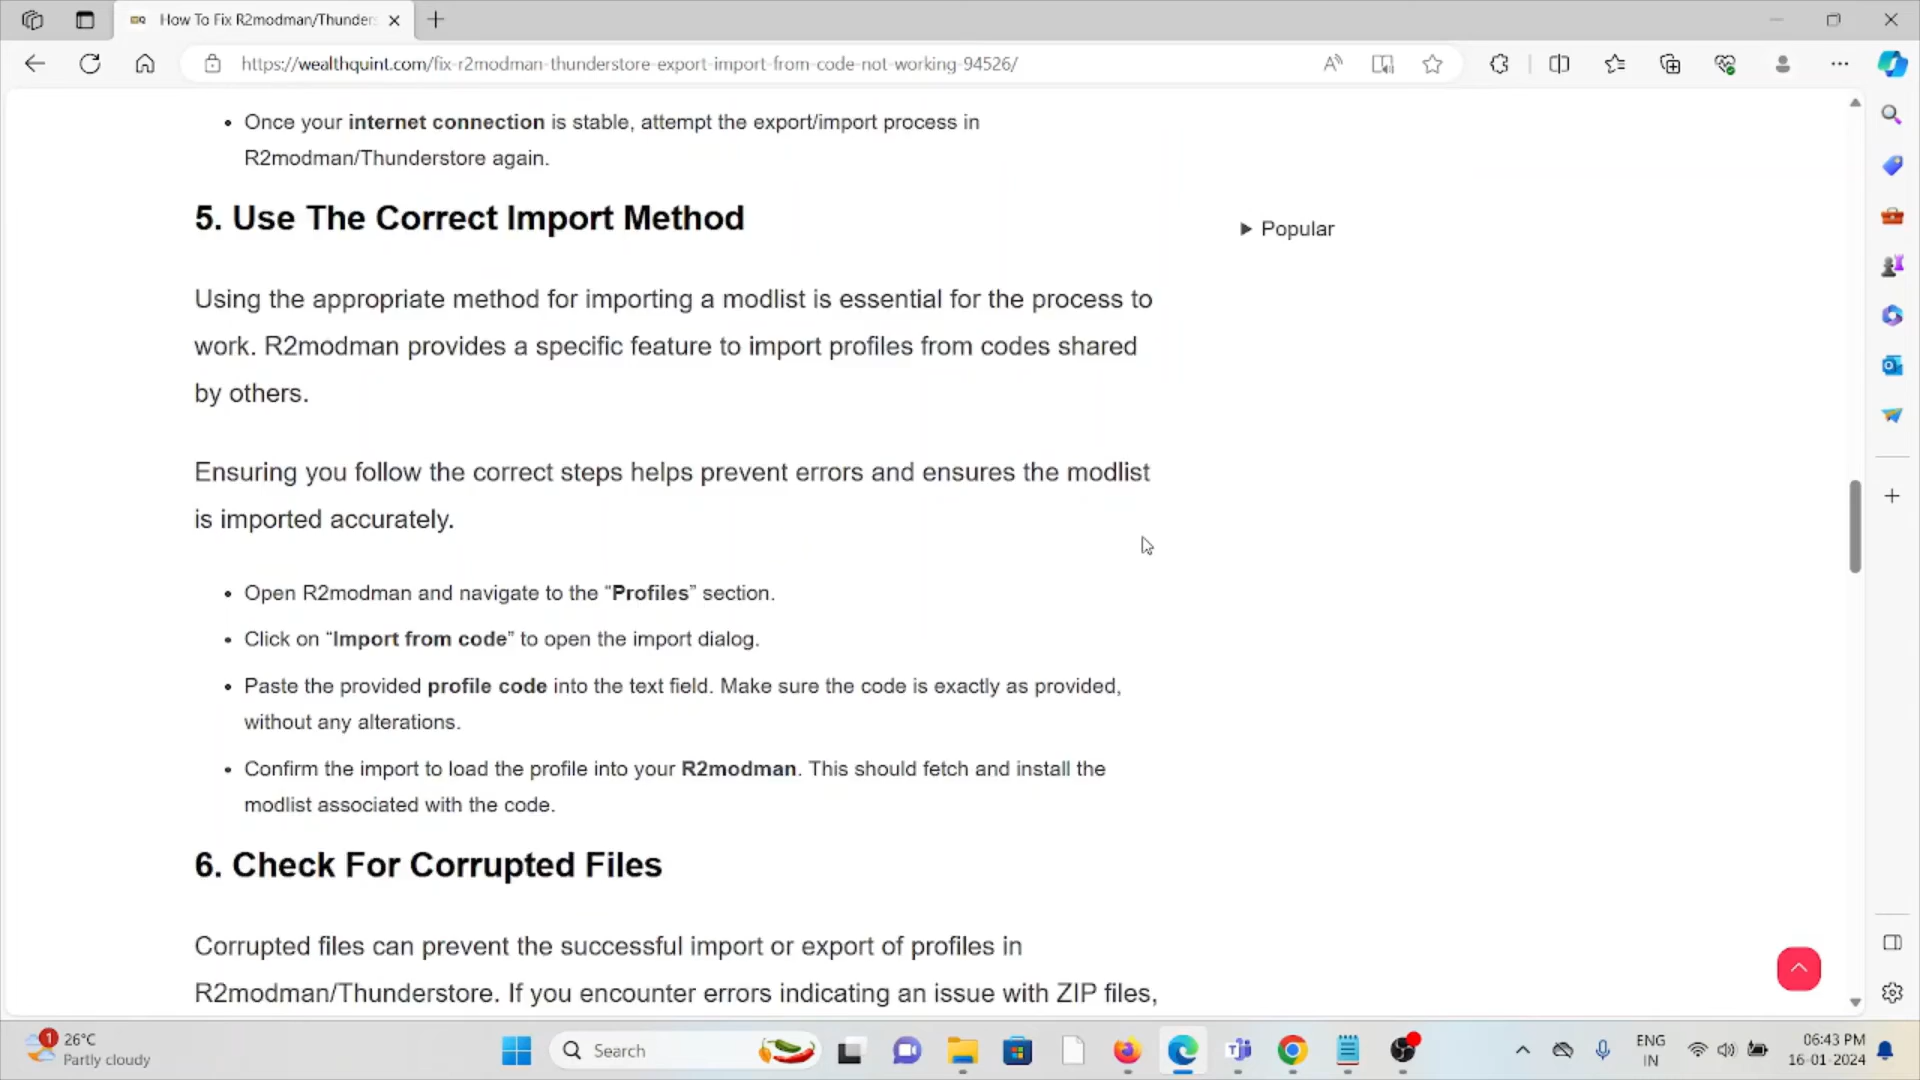 How To Fix R2modman/Thunder
https://wealthquint.com/fix-r2modman-thunderstore-export-import-from-code-not-working-94526/
• Once your internet connection is stable, attempt the export/import process in
R2modman/Thunderstore again.
5. Use The Correct Import Method
▶ Popular
Using the appropriate method for importing a modlist is essential for the process to
work. R2modman provides a specific feature to import profiles from codes shared
by others.
Ensuring you follow the correct steps helps prevent errors and ensures the modlist
is imported accurately.
• Open R2modman and navigate to the “Profiles” section.
• Click on “Import from code” to open the import dialog.
• Paste the provided profile code into the text field. Make sure the code is exactly as provided,
without any alterations.
• Confirm the import to load the profile into your R2modman. This should fetch and install the
modlist associated with the code.
6. Check For Corrupted Files
Corrupted files can prevent the successful import or export of profiles in
R2modman/Thunderstore. If you encounter errors indicating an issue with ZIP files,
1
26°C
Partly cloudy
Search
ENG
IN
06:43 PM
16-01-2024